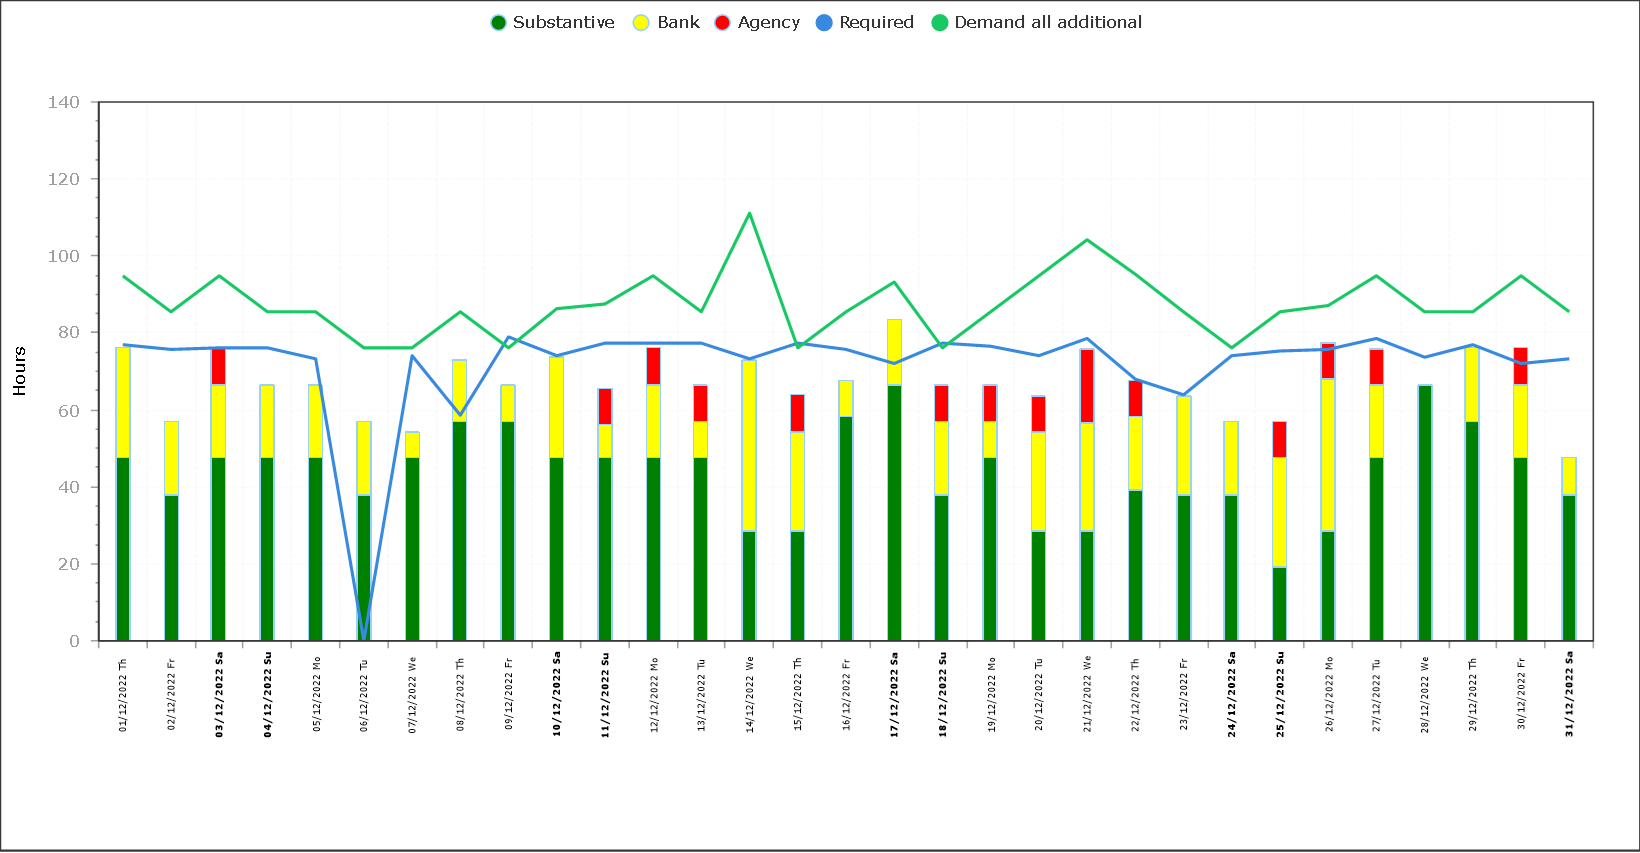 Substantive Bank Agency Required Demand all additional
140
120
100
80
60
40
20
0
Hours
01/12/2022 Th
02/12/2022 Fr
03/12/2022 Sa
04/12/2022 Su
05/12/2022 Mo
06/12/2022 Tu
07/12/2022 We
08/12/2022 Th
09/12/2022 Fr
10/12/2022 Sa
11/12/2022 Su
12/12/2022 Mo
13/12/2022 Tu
14/12/2022 We
15/12/2022 Th
16/12/2022 Fr
17/12/2022 Sa
18/12/2022 Su
19/12/2022 Mo
20/12/2022 Tu
21/12/2022 We
22/12/2022 Th
23/12/2022 Fr
24/12/2022 Sa
25/12/2022 Su
26/12/2022 Mo
27/12/2022 Tu
28/12/2022 We
29/12/2022 Th
30/12/2022 Fr
31/12/2022 Sa